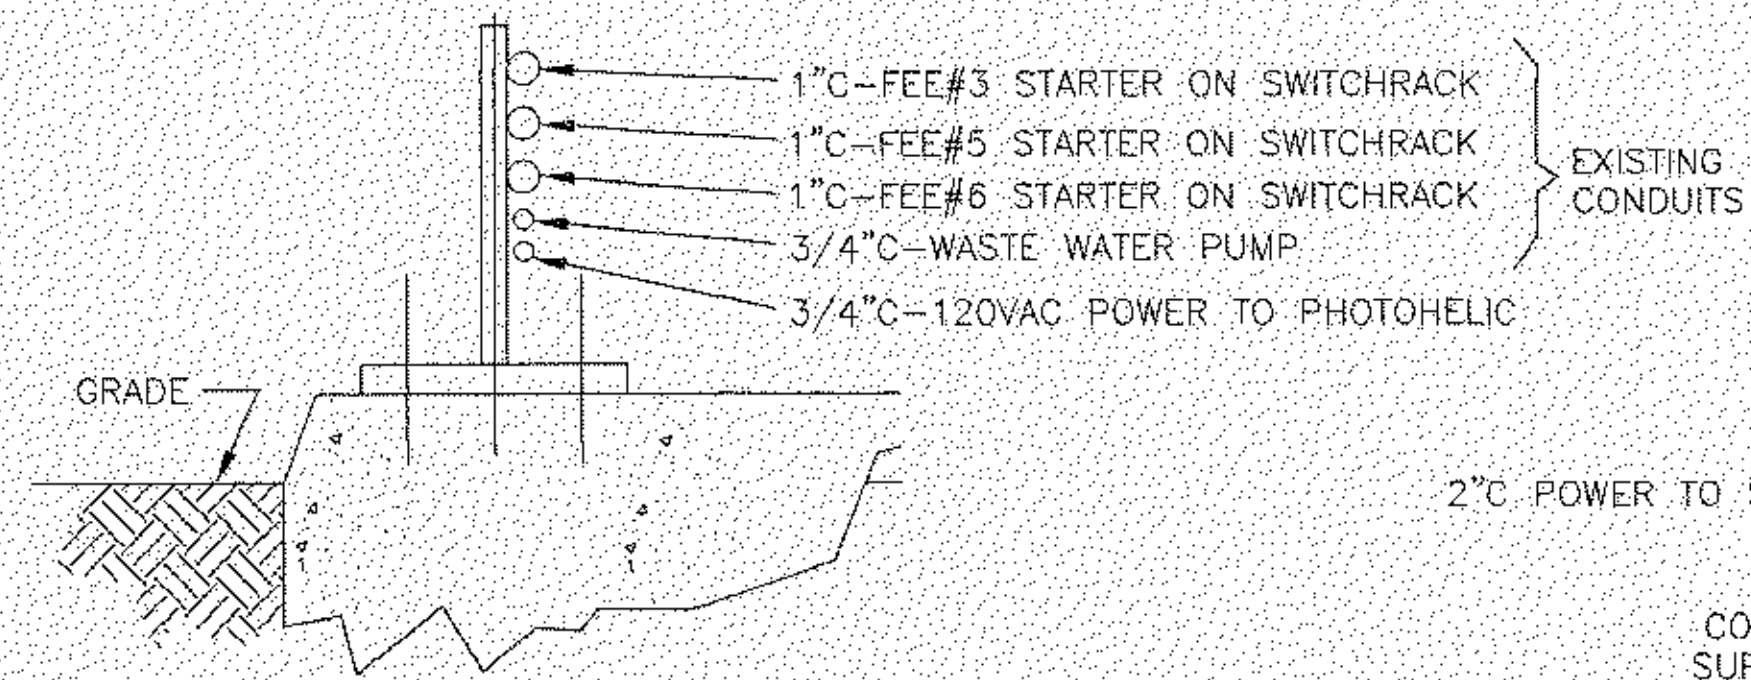 1"C-FEE#3 STARTER ON SWITCHRACK
1"C-FEE#5 STARTER ON SWITCHRACK
1"C-FEE#6 STARTER ON SWITCHRACK
3/4"C-WASTE WATER PUMP
3/4"C-120VAC POWER TO PHOTOHELIC
EXISTING
CONDUITS
GRADE
2"C POWER TO